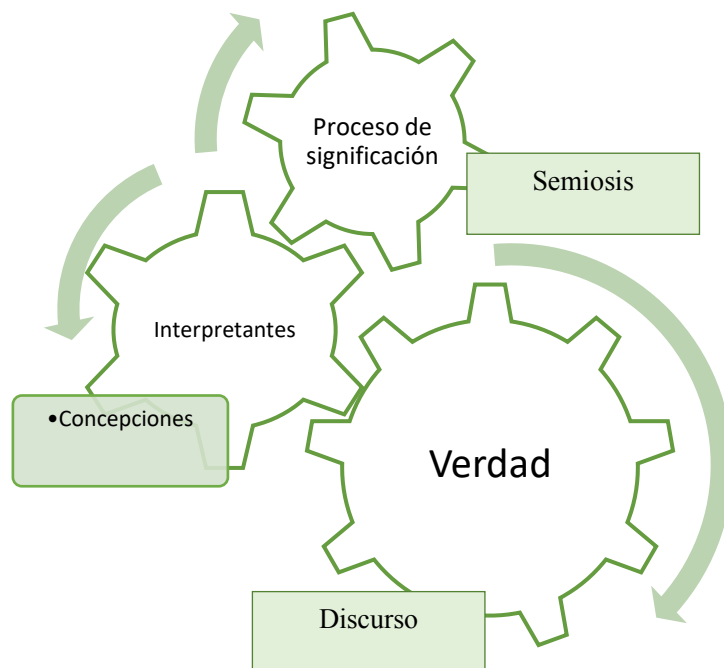 Proceso de
significación
Semiosis
Interpretantes
•Concepciones
Verdad
Discurso